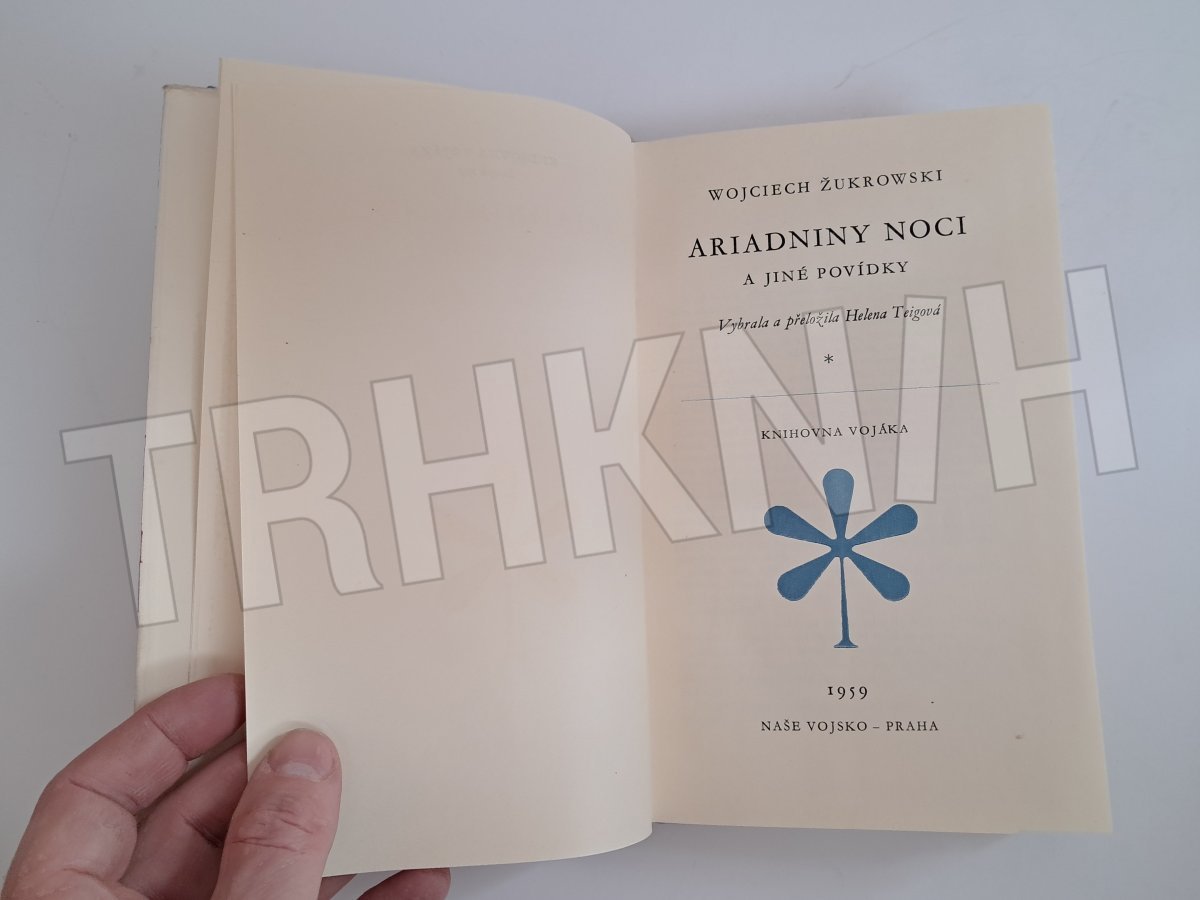 WOJCIECH ŽUKROWSKI
ARIADNINY NOCI
A JINÉ POVÍDKY
Vybrala a přeložila Helena Teigová
*
KNIHOVNA VOJÁKA
1959
NAŠE VOJSKO – PRAHA
TRHKNIH